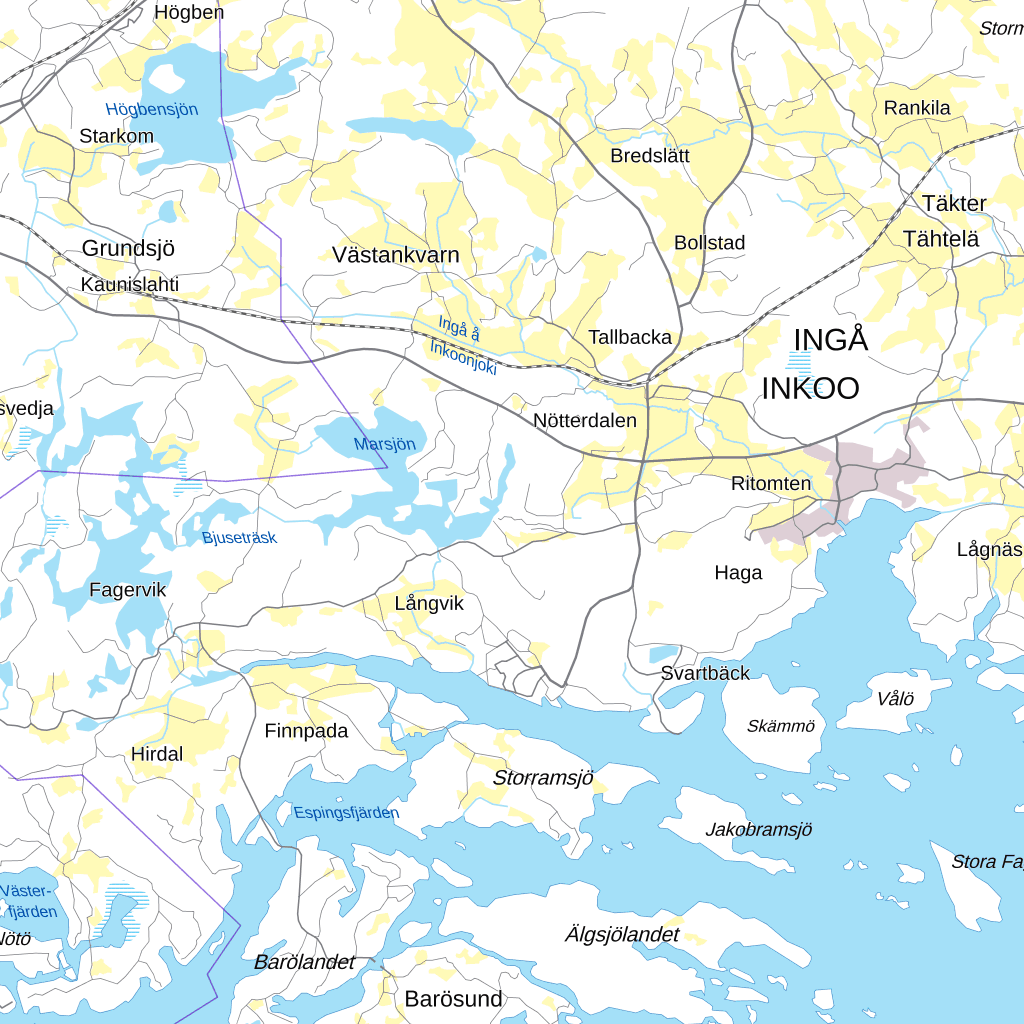 Högben
Storm
Högbensjön
Rankila
Starkom
Bredslätt
Täkter
Tähtelä
Grundsjö
Västankvarn
Bollstad
Kaunislahti
Ingå å
Inkoonjoki
Tallbacka
INGÅ
INKOO
svedja
Nötterdalen
Marsjön
Ritomten
Bjuseträsk
Lågnäs
Haga
Fagervik
Långvik
Svartbäck
Vålö
Skämmö
Finnpada
Hirdal
Storramsjö
Espingsfjärden
Jakobramsjö
Stora Fa
Väster-
fjärden
Nötö
Älgsjölandet
Barölandet
Barösund